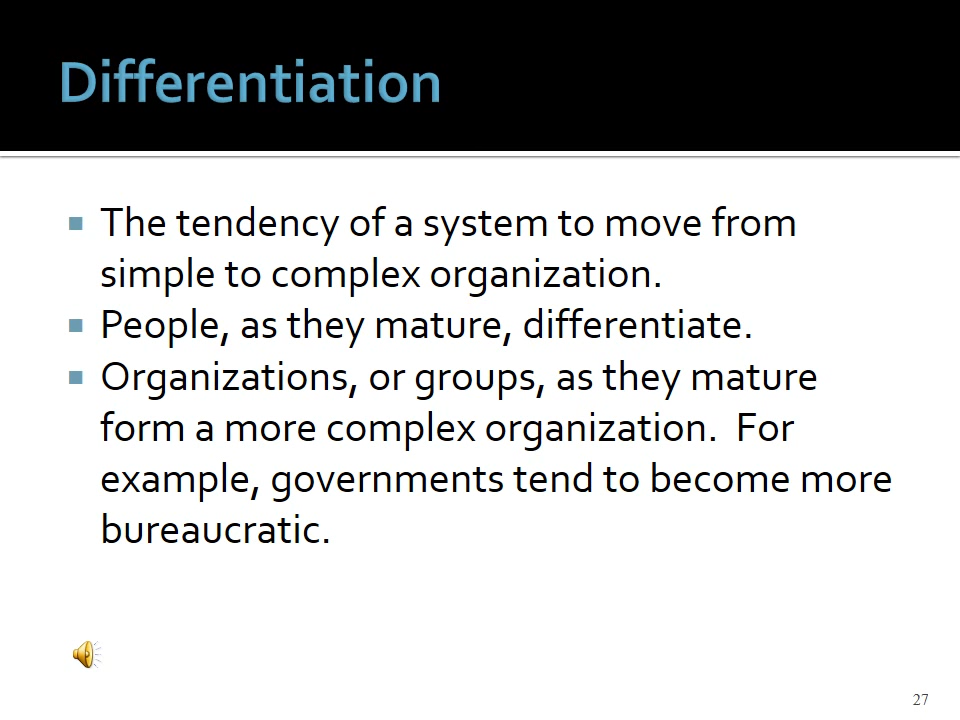 Differentiation
The tendency of a system to move from
simple to complex organization.
People, as they mature, differentiate.
Organizations, or groups, as they mature
form a more complex organization.  For
example, governments tend to become more
bureaucratic.
27